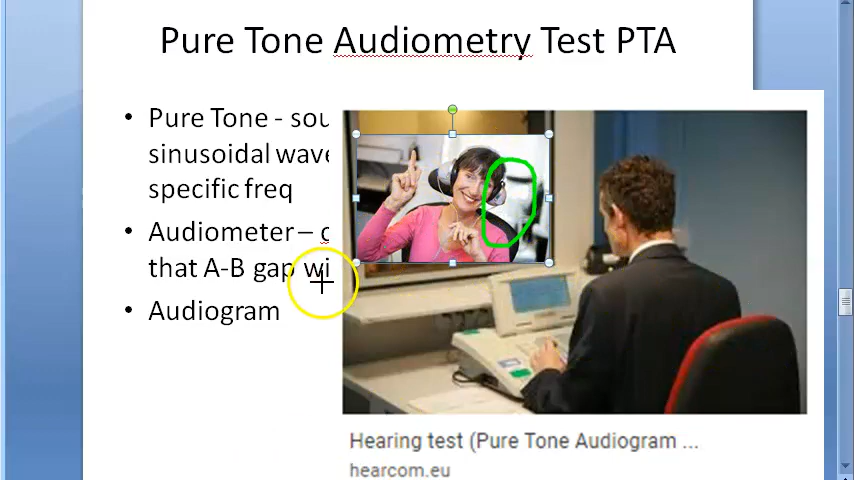 Pure Tone Audiometry Test PTA
• Pure Tone - sou
sinusoidal wave
specific freq
• Audiometer –
that A-B gap wi
• Audiogram
Hearing test (Pure Tone Audiogram ...
hearcom.eu